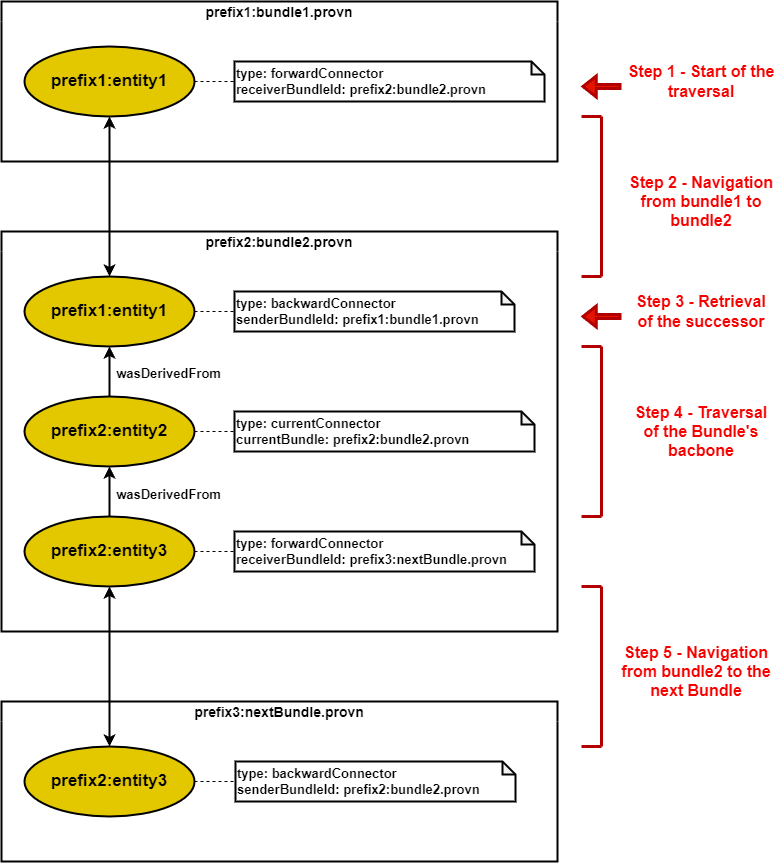 prefix1:bundle1.provn
prefix1:entity1
type: forwardConnector
receiverBundleId: prefix2:bundle2.provn
Step 1 - Start of the
traversal
Step 2 - Navigation
from bundle1 to
bundle2
prefix2:bundle2.provn
prefix1:entity1
type: backwardConnector
senderBundleId: prefix1:bundle1.provn
Step 3 - Retrieval
of the successor
wasDerivedFrom
prefix2:entity2
type: currentConnector
currentBundle: prefix2:bundle2.provn
Step 4 - Traversal
of the Bundle's
bacbone
wasDerivedFrom
prefix2:entity3
type: forwardConnector
receiverBundleId: prefix3:nextBundle.provn
Step 5 - Navigation
from bundle2 to the
next Bundle
prefix3:nextBundle.provn
prefix2:entity3
type: backwardConnector
senderBundleId: prefix2:bundle2.provn